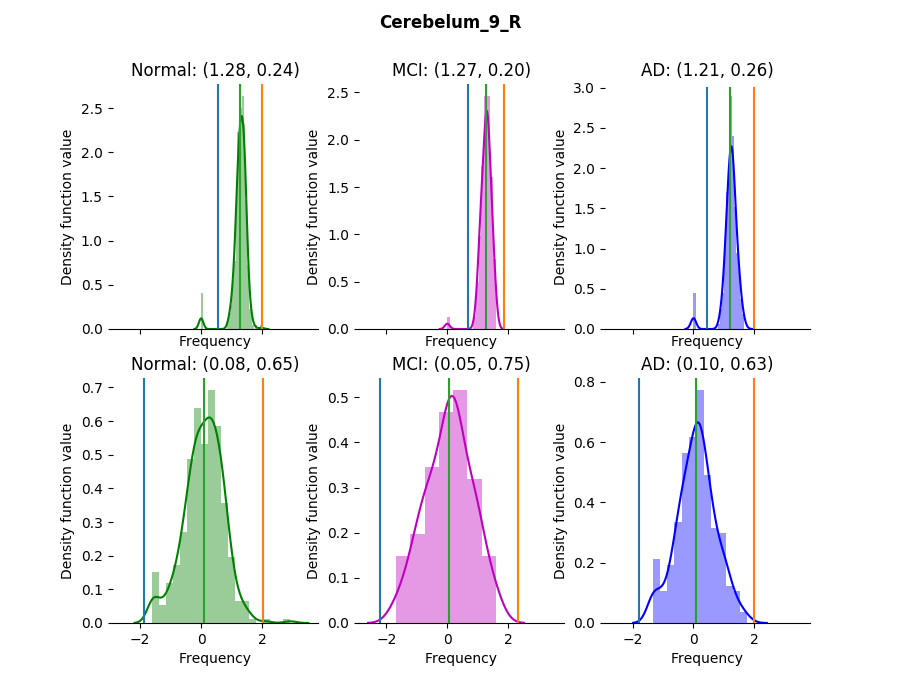 Cerebelum_9_R
Normal: (1.28, 0.24)
MCI: (1.27, 0.20)
AD: (1.21, 0.26)
Density function value
2.5
2.0
1.5
1.0
0.5
0.0
Frequency
Density function value
2.5
2.0
1.5
1.0
0.5
0.0
Frequency
Density function value
3.0
2.5
2.0
1.5
1.0
0.5
0.0
Frequency
Normal: (0.08, 0.65)
MCI: (0.05, 0.75)
AD: (0.10, 0.63)
Density function value
0.7
0.6
0.5
0.4
0.3
0.2
0.1
0.0
−2 0 2
Frequency
Density function value
0.5
0.4
0.3
0.2
0.1
0.0
−2 0 2
Frequency
Density function value
0.8
0.6
0.4
0.2
0.0
−2 0 2
Frequency